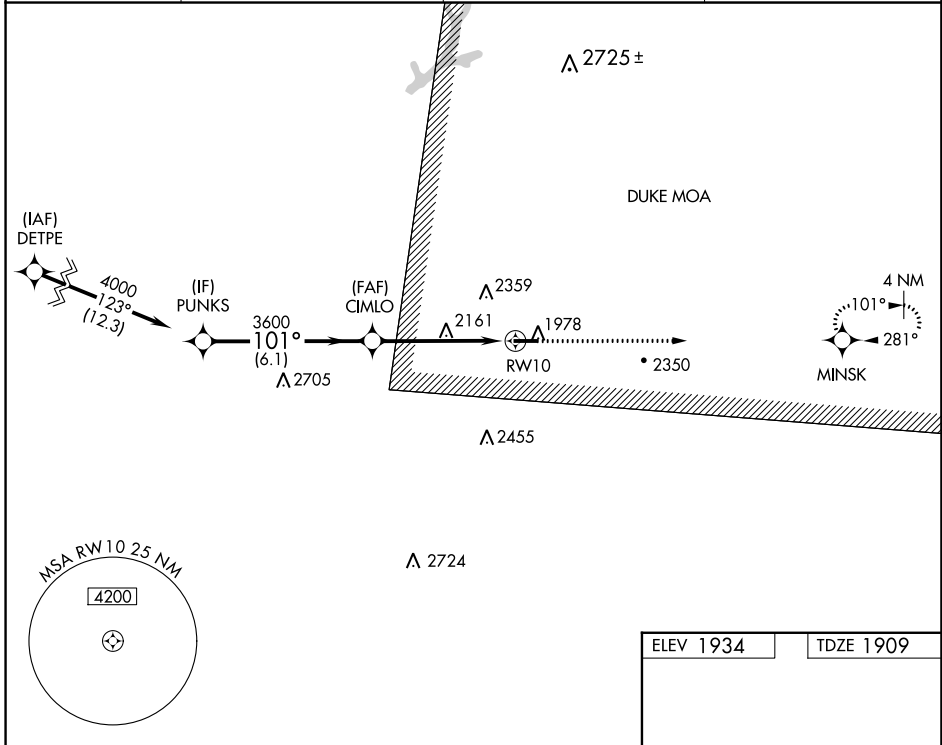 2725 ±
DUKE MOA
(IAF)
DETPE
4000
123°
(12.3)
(IF)
PUNKS
3600
101°
(6.1)
2705
(FAF)
CIMLO
2359
2161
1978
RW10
2350
4 NM
101°
281°
MINSK
2455
2724
MSA RW10 25 NM
4200
ELEV 1934
TDZE 1909